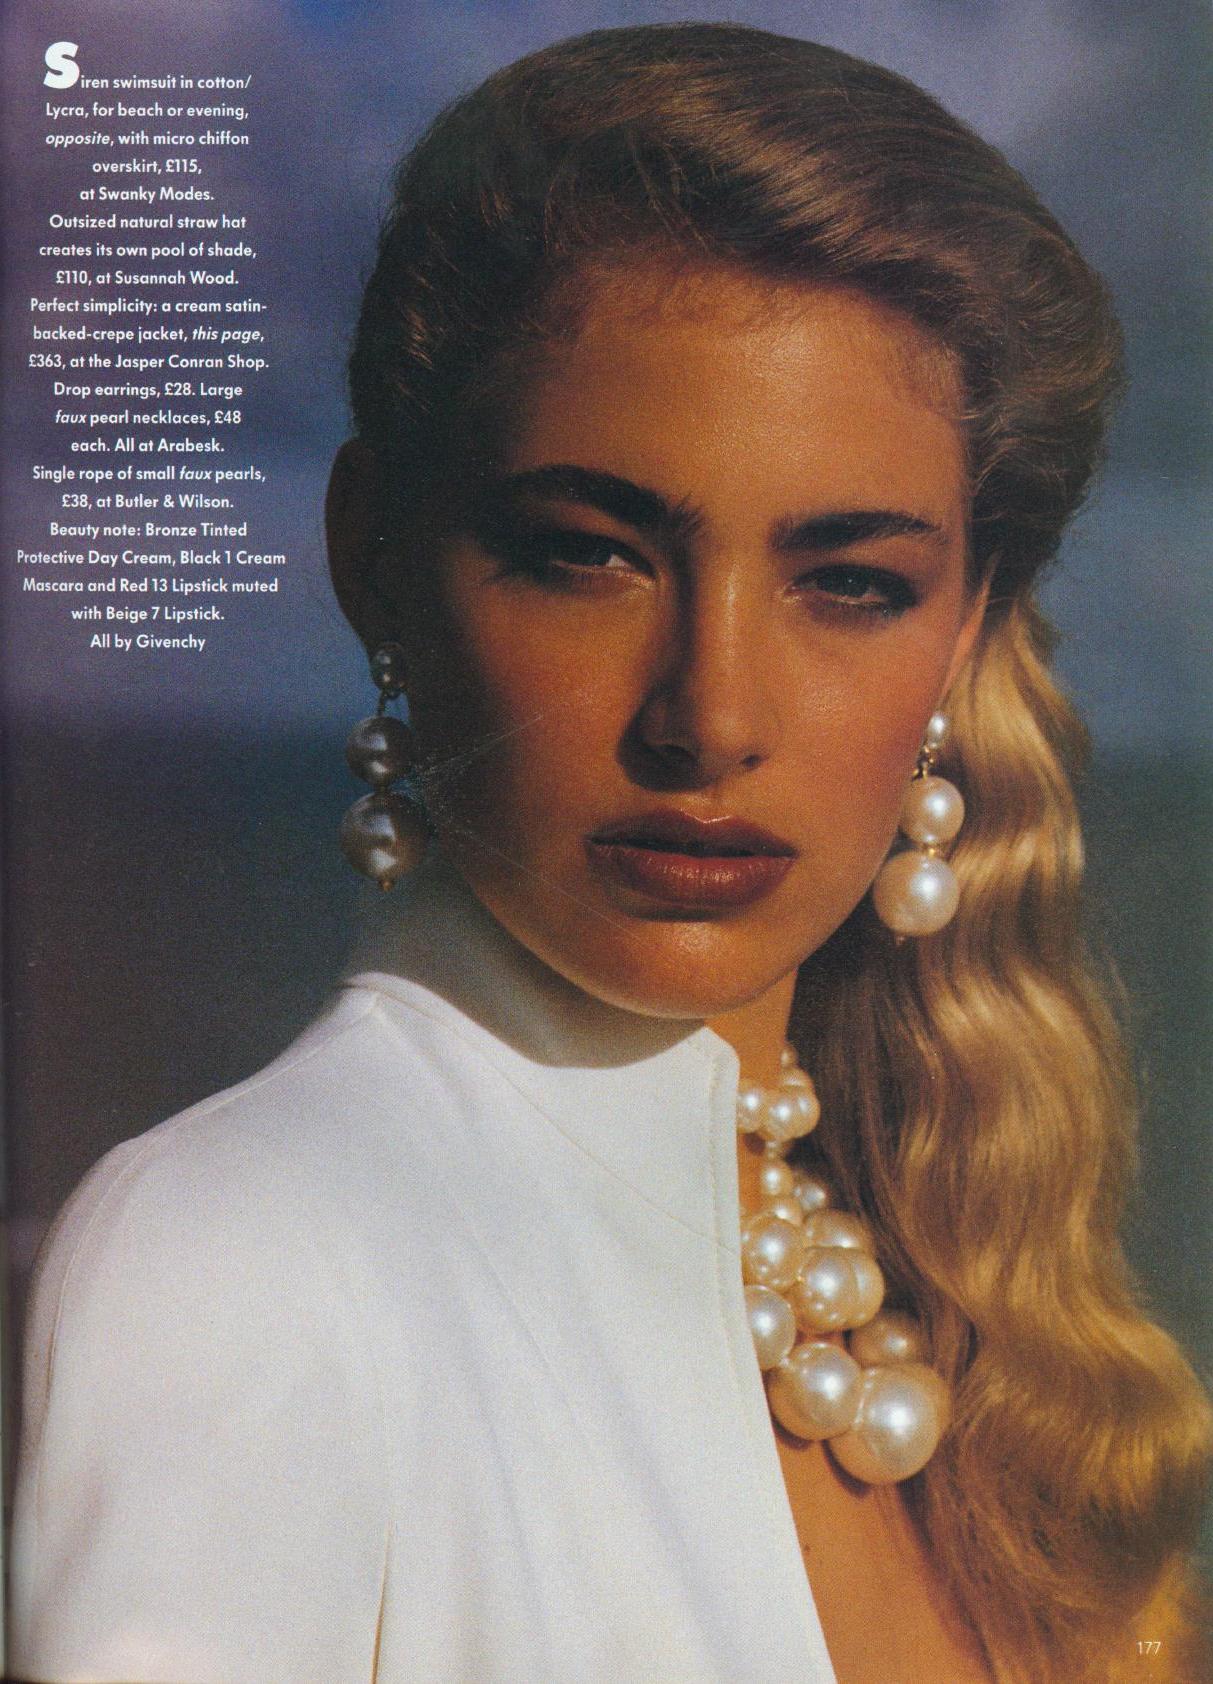 Siren swimsuit in cotton/
Lycra, for beach or evening,
opposite, with micro chiffon
overskirt, £115,
at Swanky Modes.
Outsized natural straw hat
creates its own pool of shade,
£110, at Susannah Wood.
Perfect simplicity: a cream satin-
backed-crepe jacket, this page,
£363, at the Jasper Conran Shop.
Drop earrings, £28. Large
faux pearl necklaces, £48
each. All at Arabesk.
Single rope of small faux pearls,
£38, at Butler & Wilson.
Beauty note: Bronze Tinted
Protective Day Cream, Black 1 Cream
Mascara and Red 13 Lipstick muted
with Beige 7 Lipstick.
All by Givenchy
177